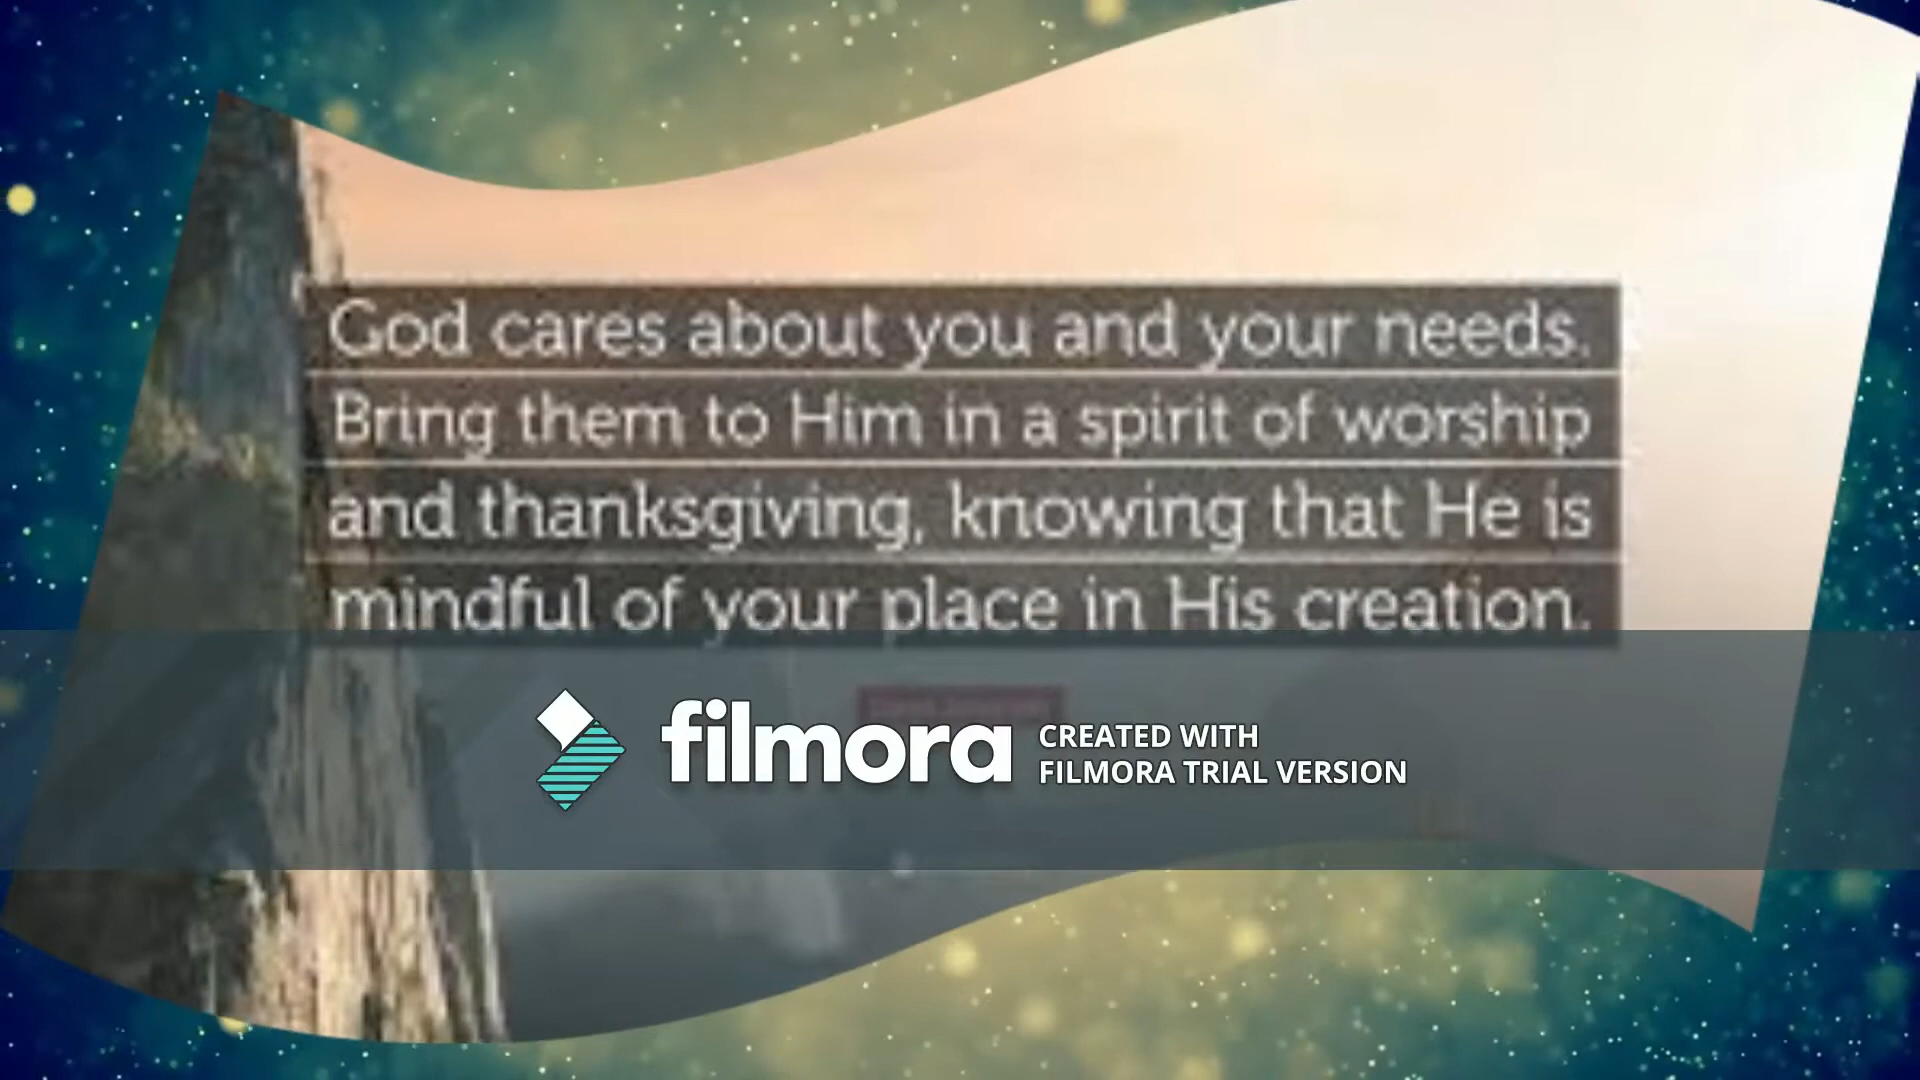 God cares about you and your needs.
Bring them to Him in a spirit of worship
and thanksgiving, knowing that He is
mindful of your place in His creation.
filmora
CREATED WITH
FILMORA TRIAL VERSION